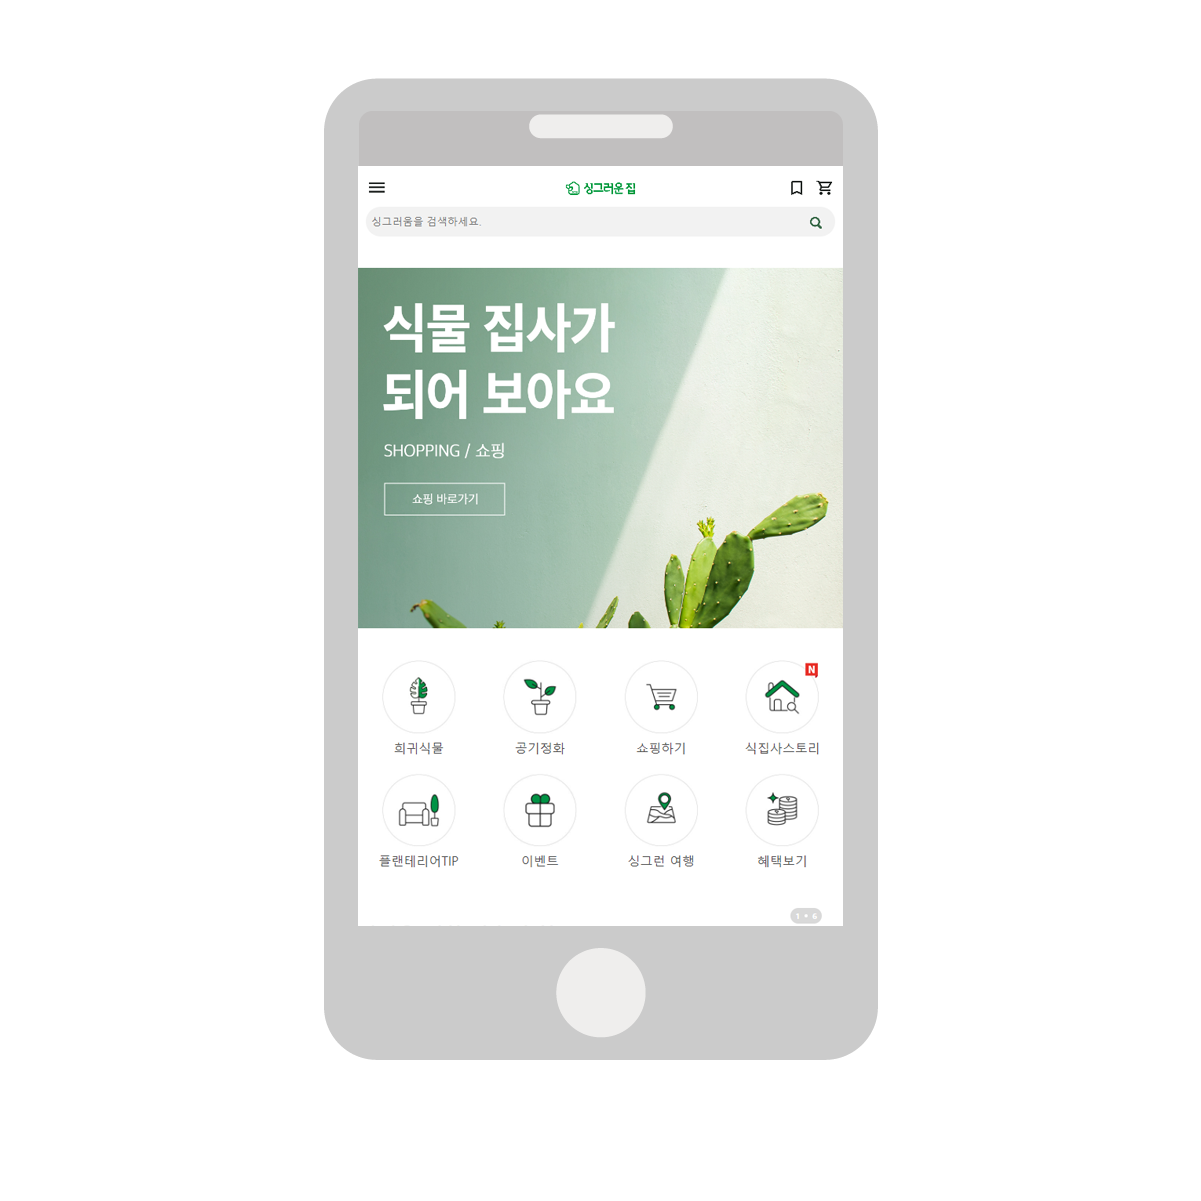 싱그러운 집
싱그러움을 검색하세요.
식물 집사가
되어 보아요
SHOPPING / 쇼핑
쇼핑 바로가기
N
희귀식물
공기정화
쇼핑하기
식집사스토리
플랜테리어TIP
이벤트
싱그런 여행
혜택보기
1 • 6